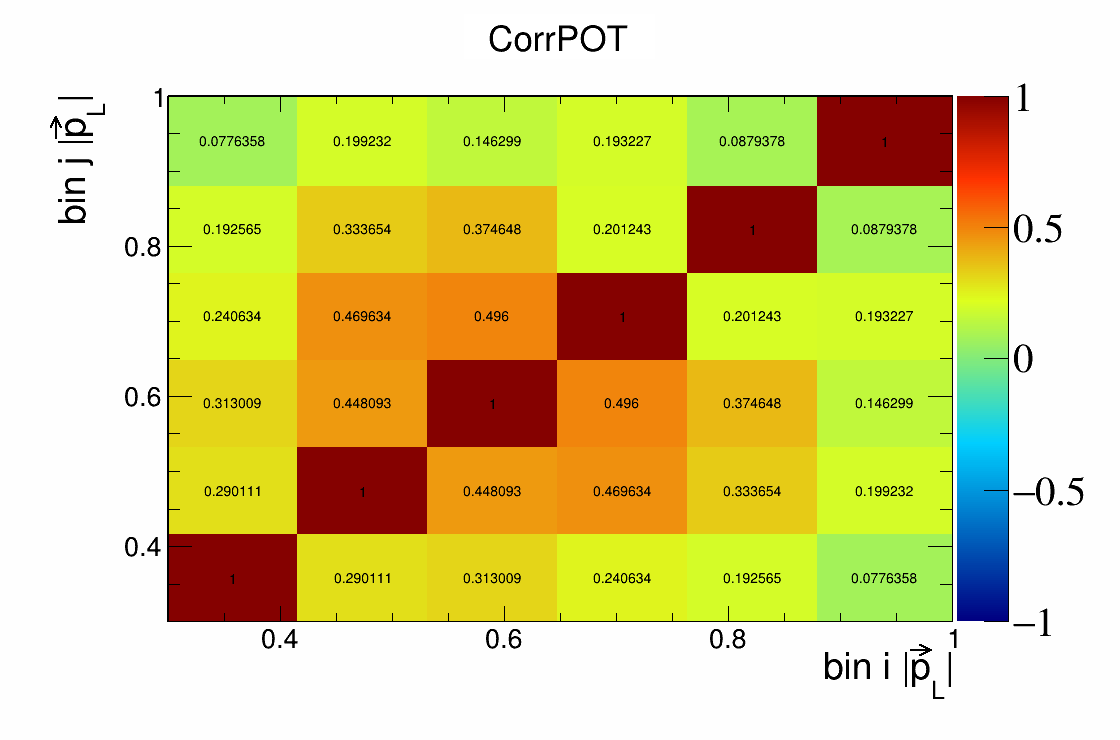 CorrPOT
bin j |p⃗_L|
1
0.8
0.6
0.4
0.0776358 0.199232 0.146299 0.193227 0.0879378 1
0.192565 0.333654 0.374648 0.201243 1 0.0879378
0.240634 0.469634 0.496 1 0.201243 0.193227
0.313009 0.448093 1 0.496 0.374648 0.146299
0.290111 1 0.448093 0.469634 0.333654 0.199232
1 0.290111 0.313009 0.240634 0.192565 0.0776358
0.4 0.6 0.8 1
bin i |p⃗_L|
1
0.5
0
−0.5
−1